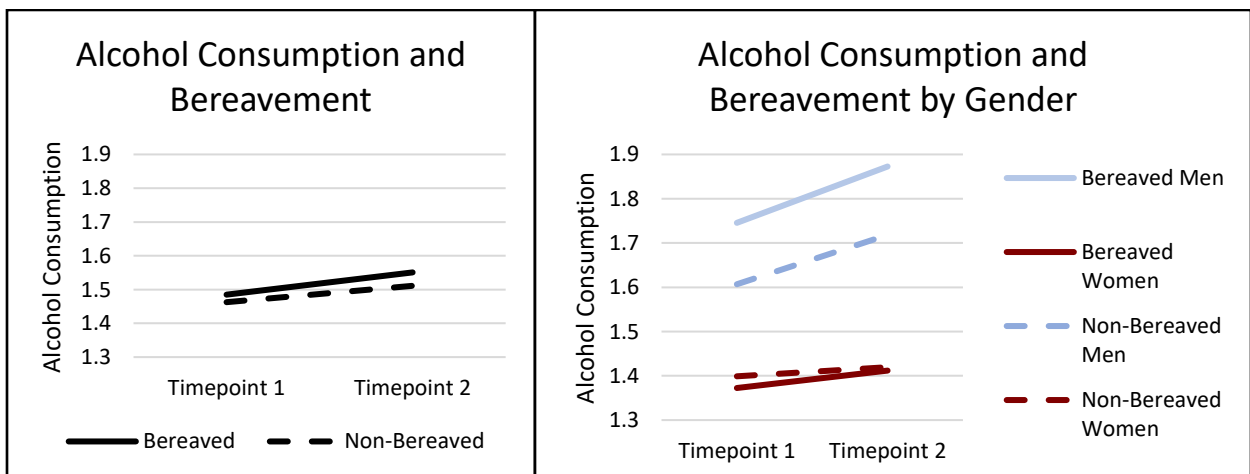 Alcohol Consumption and
Bereavement
Alcohol Consumption
1.9
1.8
1.7
1.6
1.5
1.4
1.3
Timepoint 1
Timepoint 2
Bereaved
Non-Bereaved
Alcohol Consumption and
Bereavement by Gender
Alcohol Consumption
1.9
1.8
1.7
1.6
1.5
1.4
1.3
Timepoint 1
Timepoint 2
Bereaved Men
Bereaved
Women
Non-Bereaved
Men
Non-Bereaved
Women